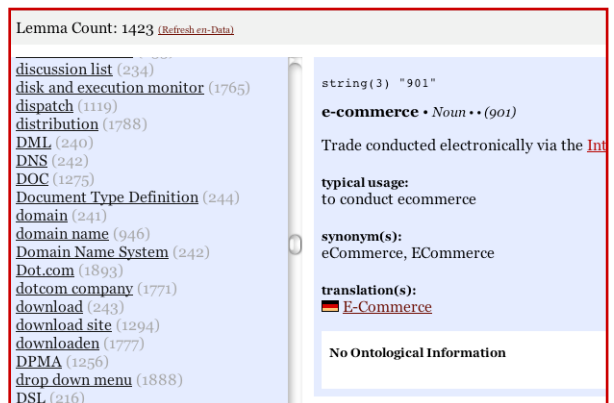 Lemma Count: 1423 (Refresh en-Data)
discussion list (234)
disk and execution monitor (1765)
dispatch (1119)
distribution (1788)
DML (240)
DNS (242)
DOC (1275)
Document Type Definition (244)
domain (241)
domain name (946)
Domain Name System (242)
Dot.com (1893)
dotcom company (1771)
download (243)
download site (1294)
downloaden (1777)
DPMA (1256)
drop down menu (1888)
DSL (216)
string(3) "901"
e-commerce • Noun • • (901)
Trade conducted electronically via the Int
typical usage:
to conduct ecommerce
synonym(s):
eCommerce, ECommerce
translation(s):
E-Commerce
No Ontological Information